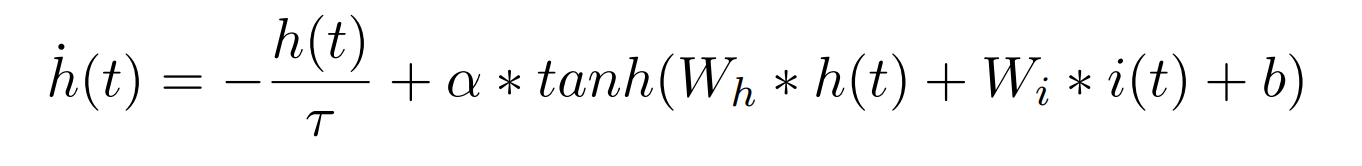 ḣ(t) = −h(t)/τ + α ∗ tanh(W_h ∗ h(t) + W_i ∗ i(t) + b)